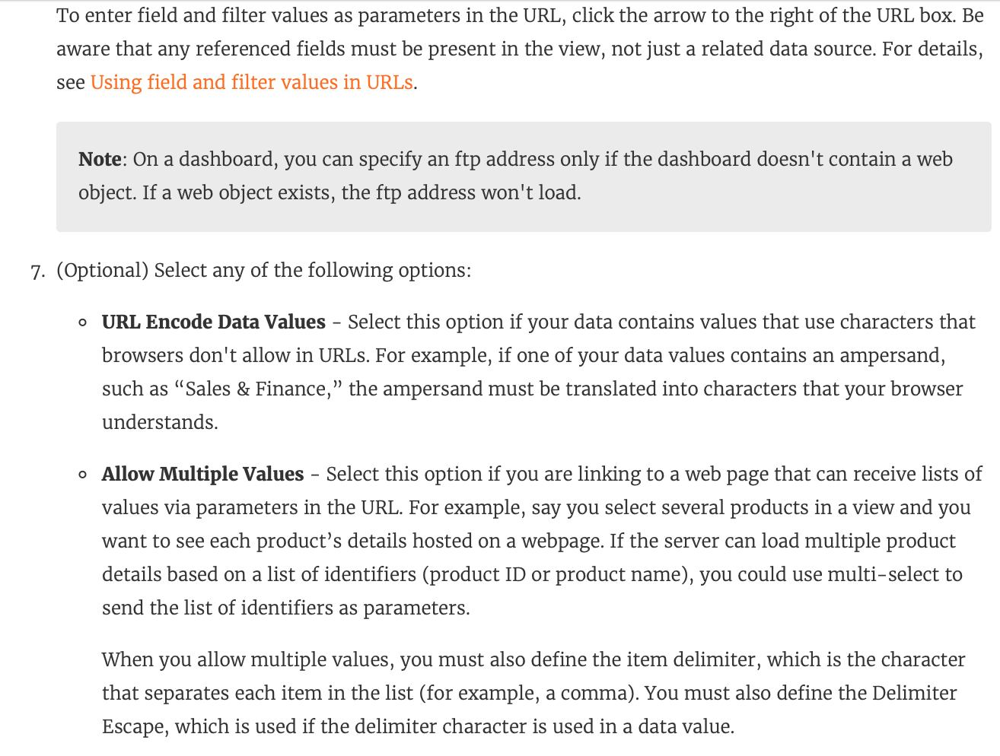 To enter field and filter values as parameters in the URL, click the arrow to the right of the URL box. Be
aware that any referenced fields must be present in the view, not just a related data source. For details,
see Using field and filter values in URLs.
Note: On a dashboard, you can specify an ftp address only if the dashboard doesn't contain a web
object. If a web object exists, the ftp address won't load.
7. (Optional) Select any of the following options:
URL Encode Data Values – Select this option if your data contains values that use characters that
browsers don't allow in URLs. For example, if one of your data values contains an ampersand,
such as “Sales & Finance,” the ampersand must be translated into characters that your browser
understands.
Allow Multiple Values – Select this option if you are linking to a web page that can receive lists of
values via parameters in the URL. For example, say you select several products in a view and you
want to see each product’s details hosted on a webpage. If the server can load multiple product
details based on a list of identifiers (product ID or product name), you could use multi-select to
send the list of identifiers as parameters.
When you allow multiple values, you must also define the item delimiter, which is the character
that separates each item in the list (for example, a comma). You must also define the Delimiter
Escape, which is used if the delimiter character is used in a data value.